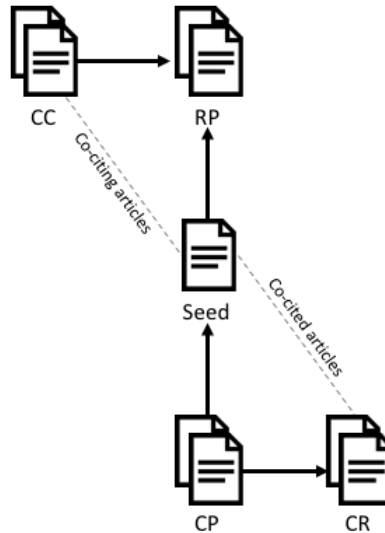 CC
RP
Co-citing articles
Seed
Co-cited articles
CP
CR